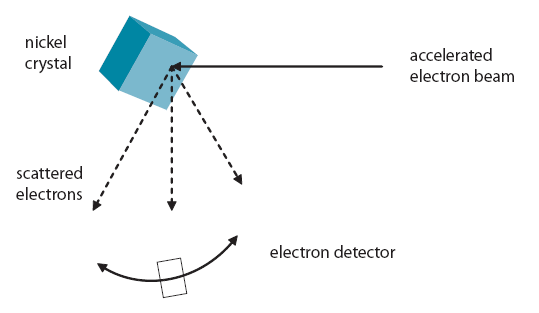 nickel
crystal
accelerated
electron beam
scattered
electrons
electron detector